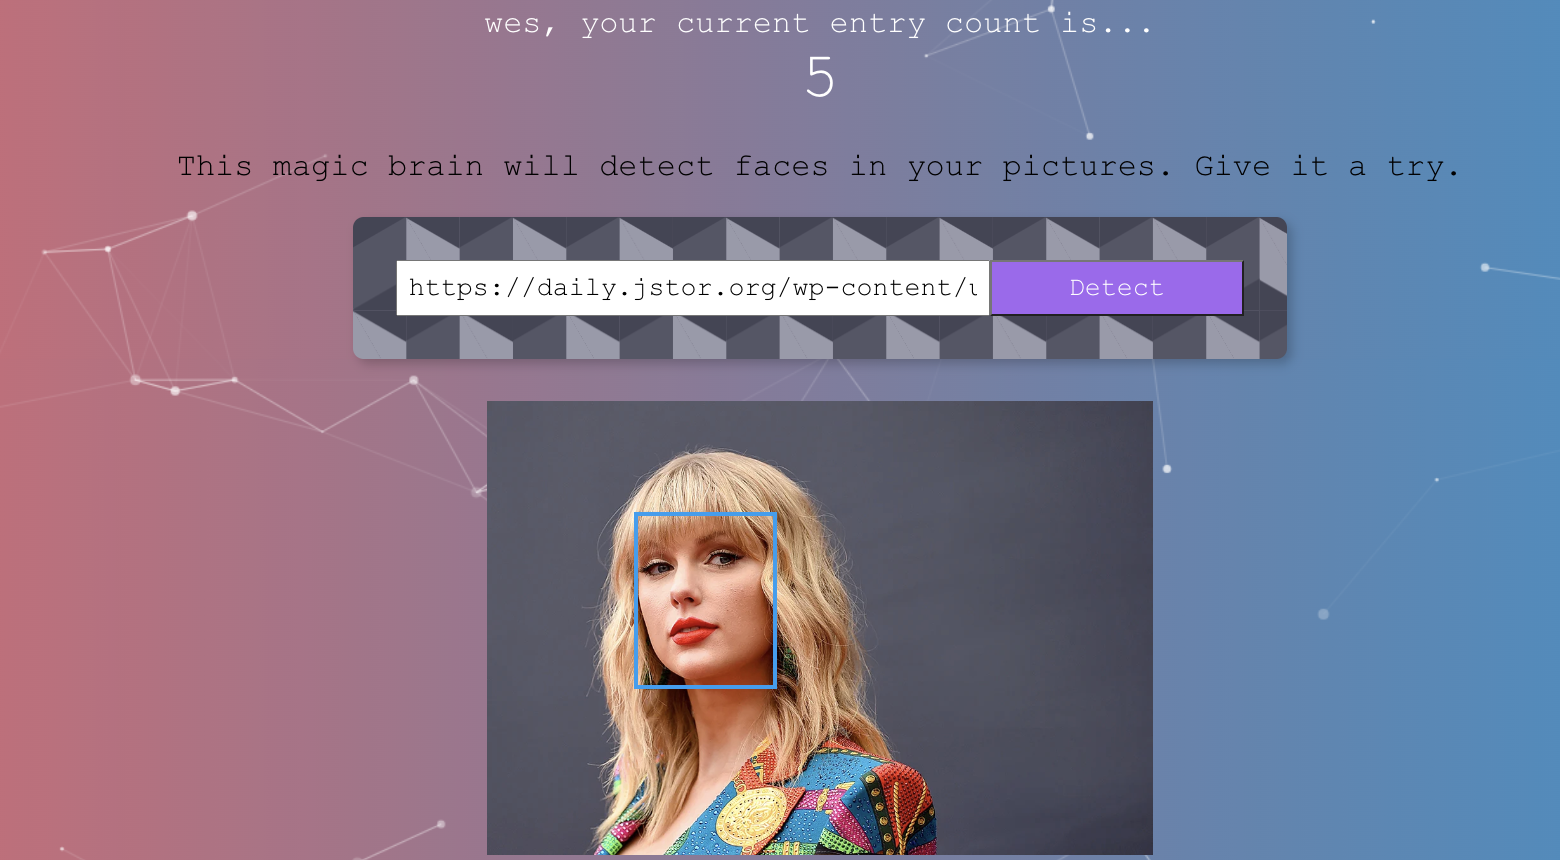 wes, your current entry count is...
5
This magic brain will detect faces in your pictures. Give it a try.
https://daily.jstor.org/wp-content/u Detect